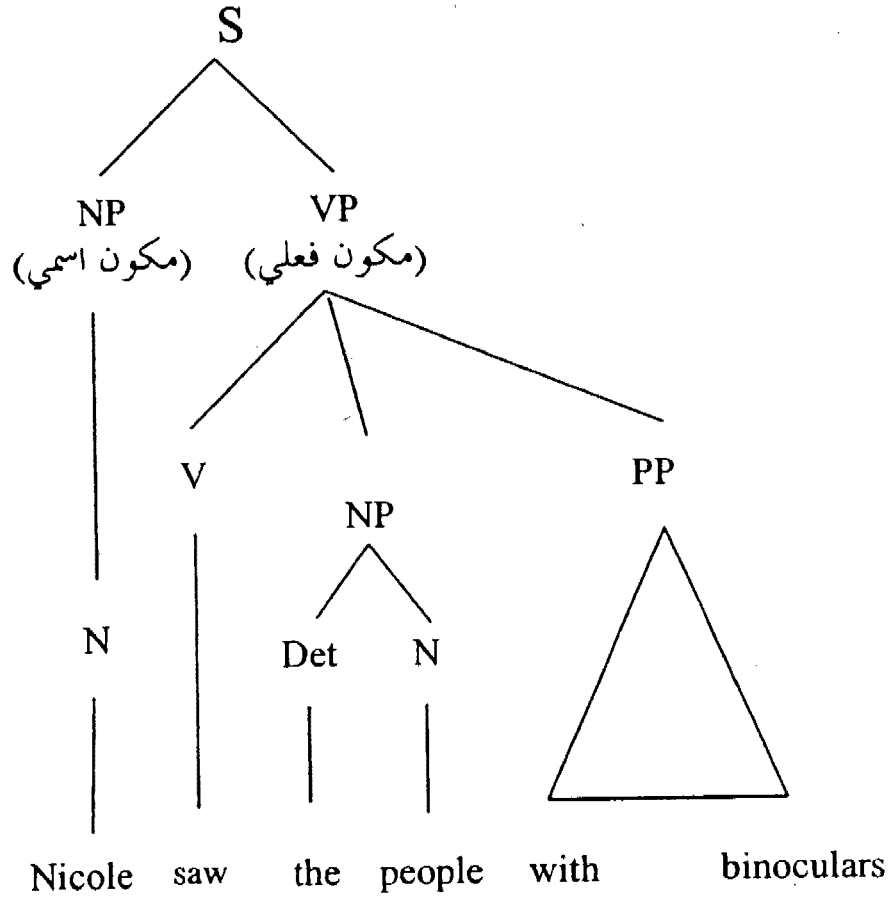 S
NP VP
(مكون اسمي) (مكون فعلي)
V PP
NP
N Det N
Nicole saw the people with binoculars